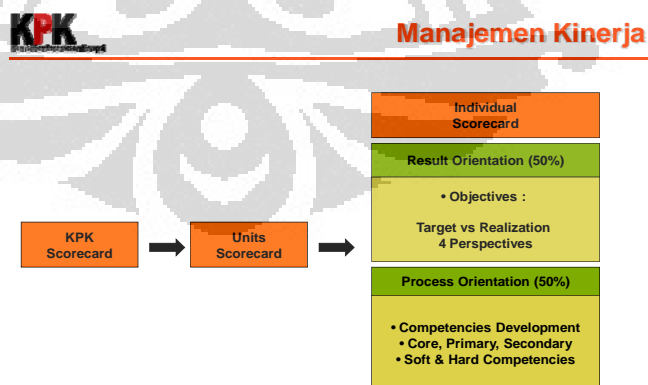 KPK
Manajemen Kinerja
Individual
Scorecard
Result Orientation (50%)
• Objectives :
Target vs Realization
4 Perspectives
KPK
Scorecard
Units
Scorecard
Process Orientation (50%)
• Competencies Development
• Core, Primary, Secondary
• Soft & Hard Competencies